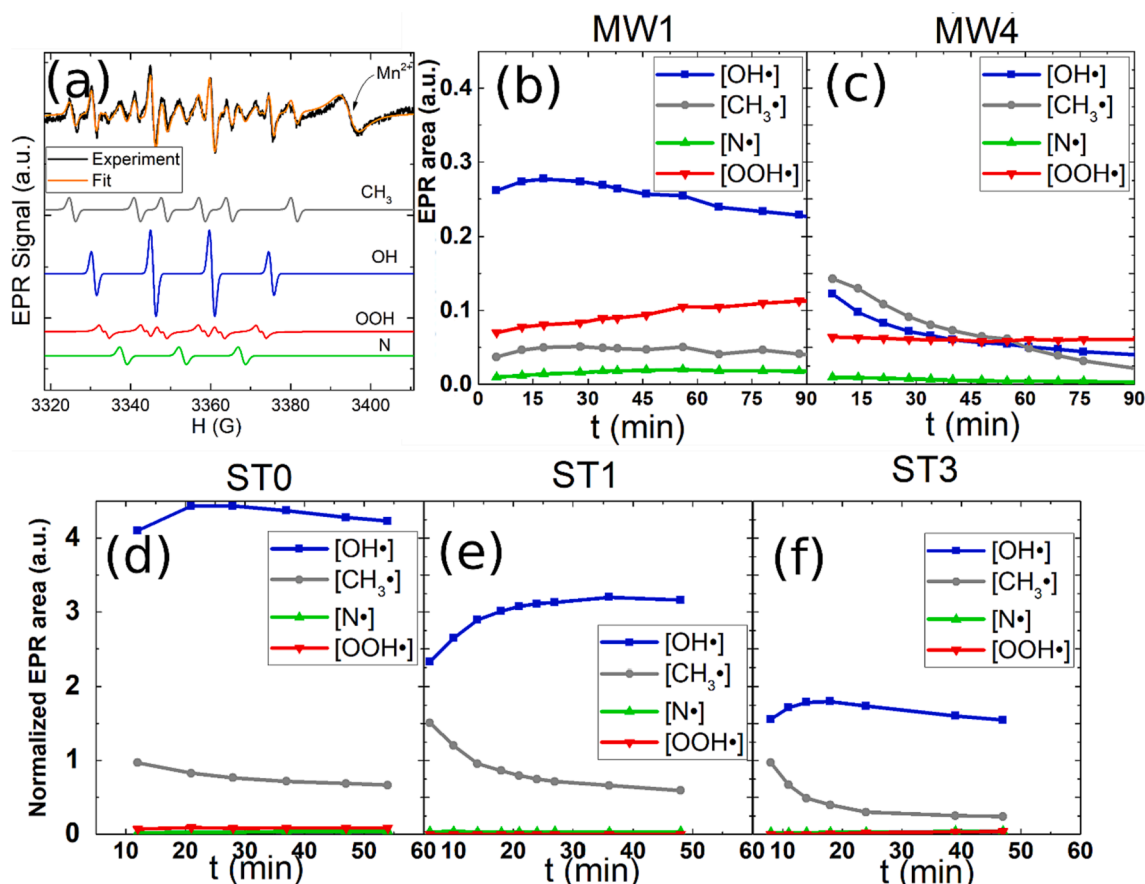 MW1
MW4
(a)
Mn2+
Experiment
Fit
CH3
OH
OOH
N
EPR Signal (a.u.)
3320 3340 3360 3380 3400
H (G)
(b)
[OH•]
[CH3•]
[N•]
[OOH•]
EPR area (a.u.)
0.4
0.3
0.2
0.1
0.0
0 15 30 45 60 75 90
t (min)
(c)
[OH•]
[CH3•]
[N•]
[OOH•]
0 15 30 45 60 75 90
t (min)
ST0
ST1
ST3
Normalized EPR area (a.u.)
4
3
2
1
0
(d)
[OH•]
[CH3•]
[N•]
[OOH•]
10 20 30 40 50 60
t (min)
(e)
[OH•]
[CH3•]
[N•]
[OOH•]
10 20 30 40 50 60
t (min)
(f)
[OH•]
[CH3•]
[N•]
[OOH•]
10 20 30 40 50 60
t (min)